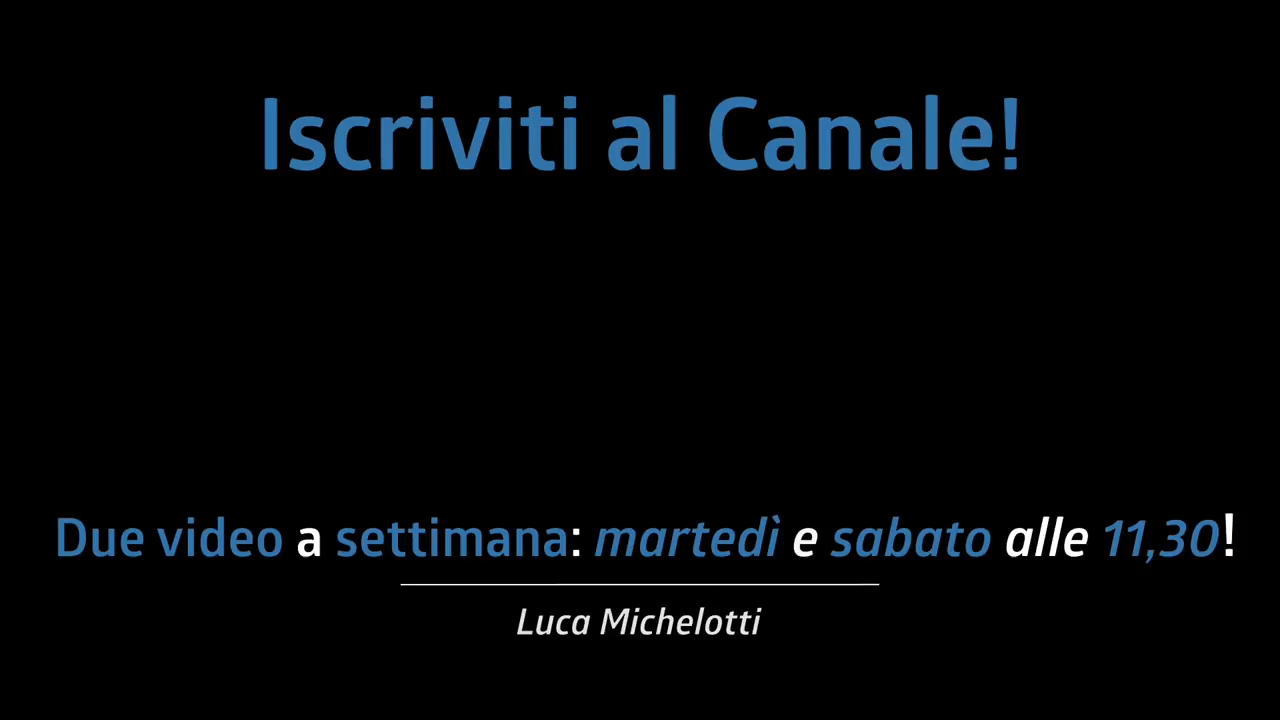 Iscriviti al Canale!
Due video a settimana: martedì e sabato alle 11,30!
Luca Michelotti